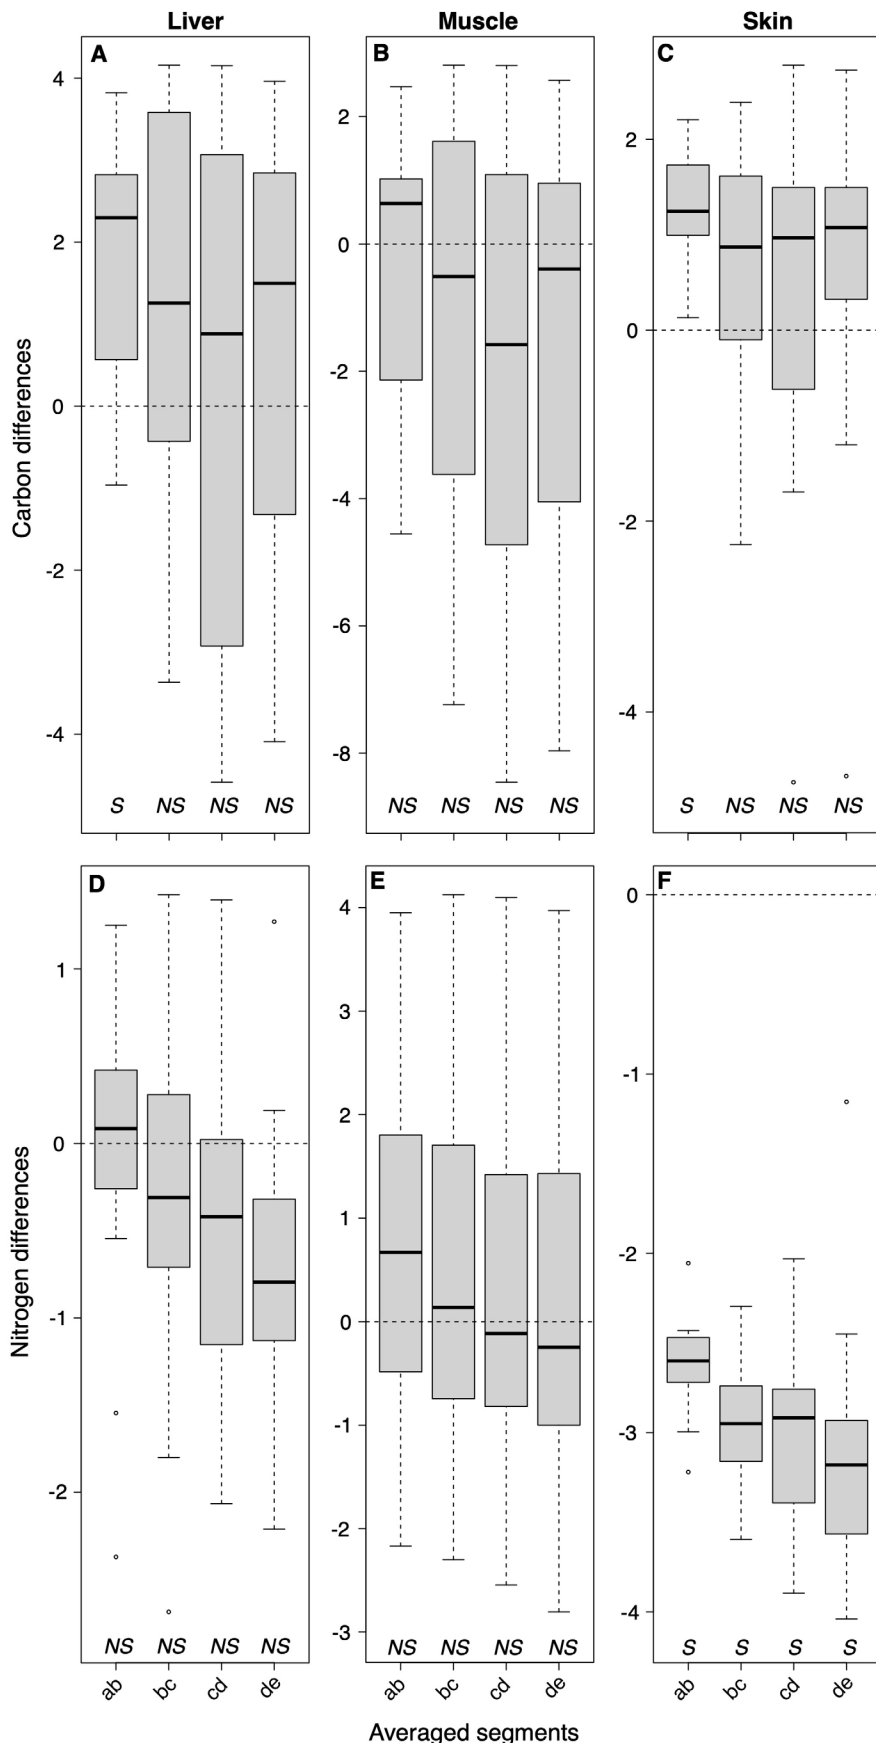 Liver Muscle Skin
A B C
4
2
0
-2
-4
2
0
-2
-4
-6
-8
2
0
-2
-4
Carbon differences
S NS NS NS
NS NS NS NS
S NS NS NS
D E F
1
0
-1
-2
4
3
2
1
0
-1
-2
-3
0
-1
-2
-3
-4
Nitrogen differences
NS NS NS NS
NS NS NS NS
S S S S
ab bc cd de
ab bc cd de
ab bc cd de
Averaged segments